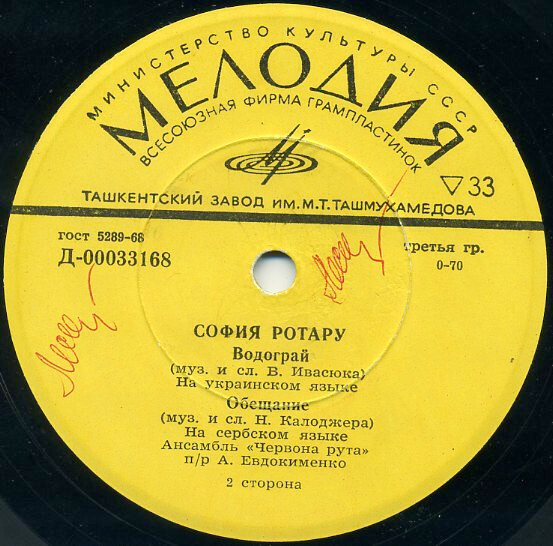 МИНИСТЕРСТВО КУЛЬТУРЫ СССР
МЕЛОДИЯ
ВСЕСОЮЗНАЯ ФИРМА ГРАМПЛАСТИНОК
▽33
ТАШКЕНТСКИЙ ЗАВОД ИМ. М.Т. ТАШМУХАМЕДОВА
ГОСТ 5289-68
третья гр.
Д-00033168
0-70
СОФИЯ РОТАРУ
Водограй
(муз. и сл. В. Ивасюка)
На украинском языке
Обещание
(муз. и сл. Н. Калоджера)
На сербском языке
Ансамбль «Червона рута»
п/р А. Евдокименко
2 сторона